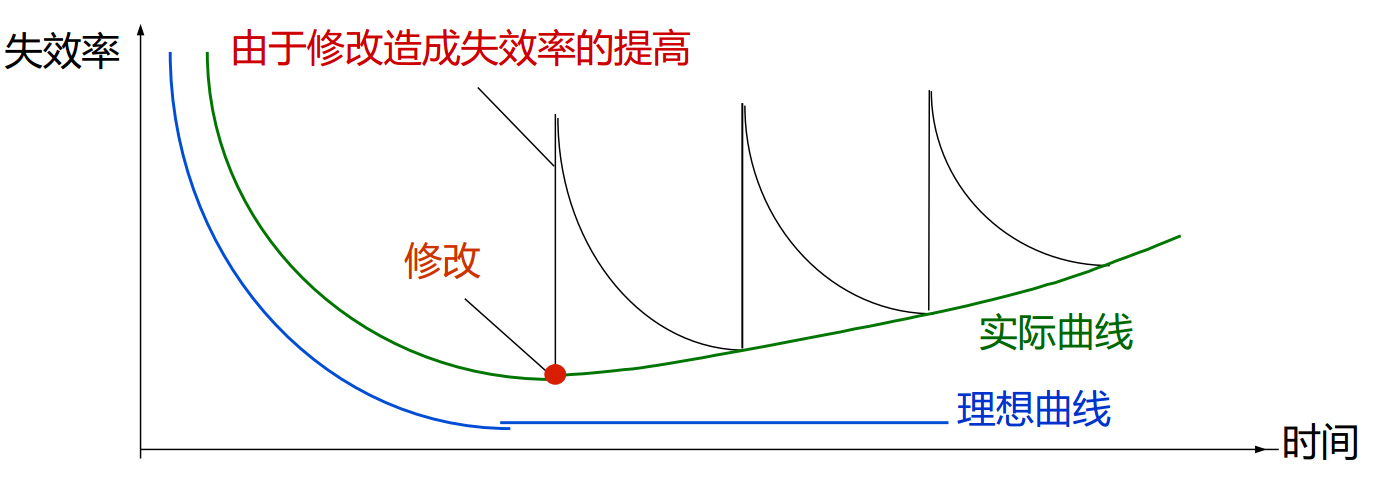 失效率
由于修改造成失效率的提高
修改
实际曲线
理想曲线
时间